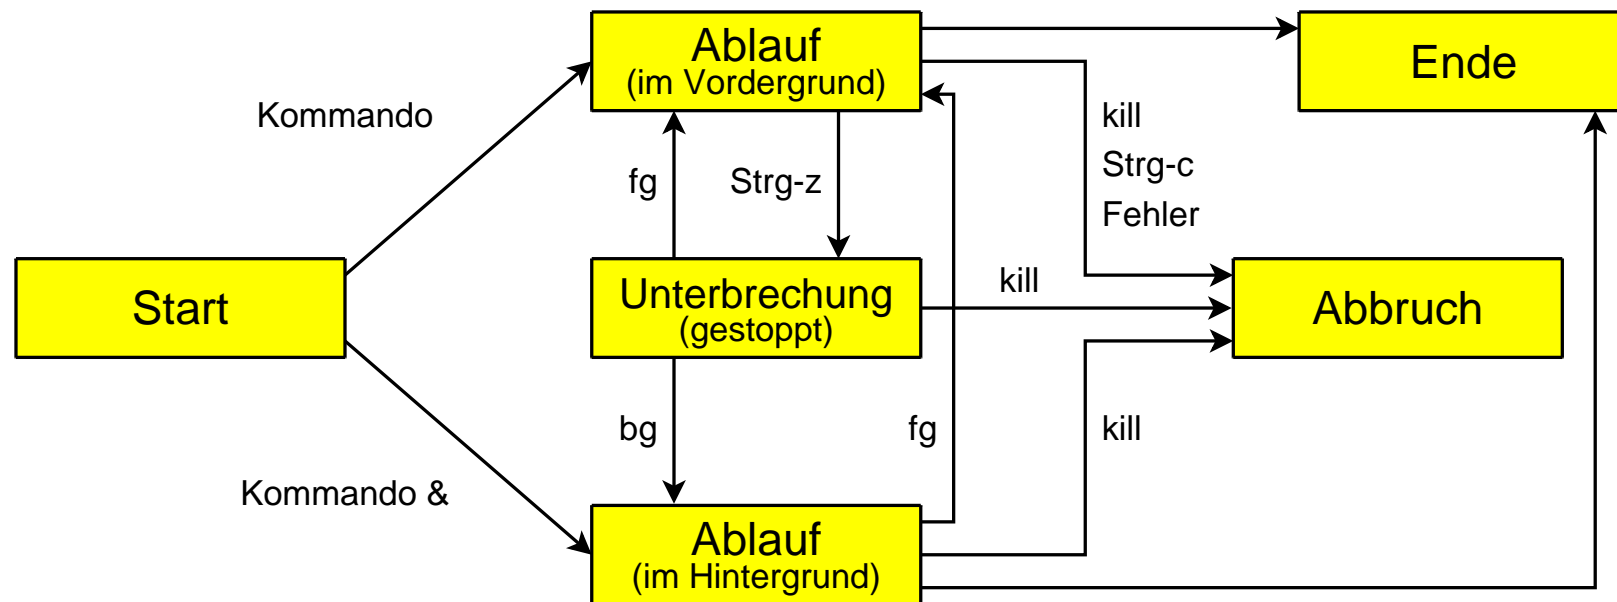 Ablauf
(im Vordergrund)
Ende
Kommando
kill
Strg-c
Fehler
fg
Strg-z
Start
Unterbrechung
(gestoppt)
kill
Abbruch
bg
fg
kill
Kommando &
Ablauf
(im Hintergrund)